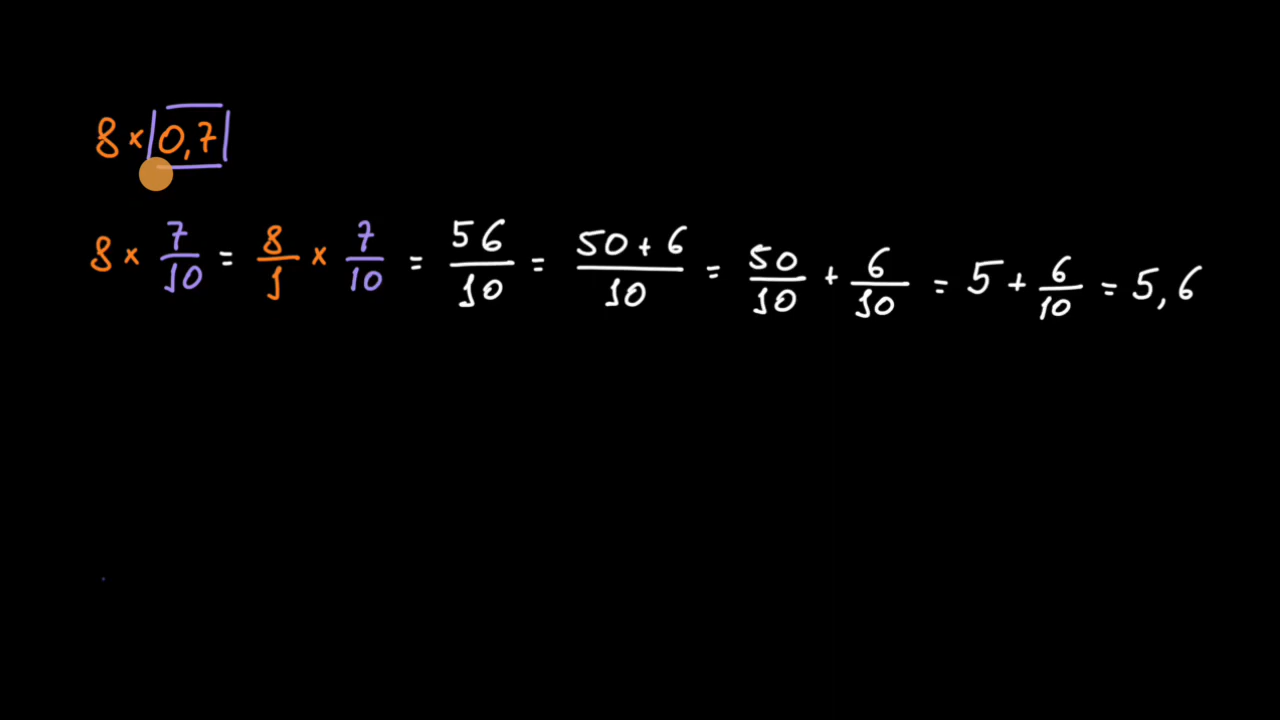 8 × 0,7
8 × 7/10 = 8/1 × 7/10 = 56/10 = 50 + 6/10 = 50/10 + 6/10 = 5 + 6/10 = 5,6